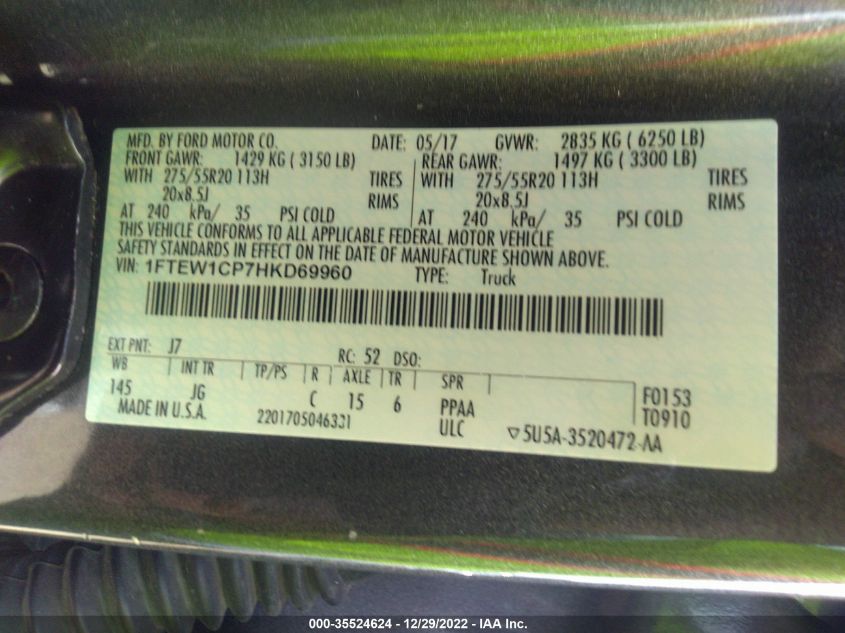 MFD. BY FORD MOTOR CO. DATE: 05/17 GVWR: 2835 KG ( 6250 LB)
FRONT GAWR: 1429 KG ( 3150 LB) REAR GAWR: 1497 KG ( 3300 LB)
WITH 275/55R20 113H TIRES WITH 275/55R20 113H TIRES
20x8.5J RIMS 20x8.5J RIMS
AT 240 kPa/ 35 PSI COLD AT 240 kPa/ 35 PSI COLD
THIS VEHICLE CONFORMS TO ALL APPLICABLE FEDERAL MOTOR VEHICLE
SAFETY STANDARDS IN EFFECT ON THE DATE OF MANUFACTURE SHOWN ABOVE.
VIN: 1FTEW1CP7HKD69960 TYPE: Truck
EXT PNT: J7 RC: 52 DSO:
WB INT TR TP/PS R AXLE TR SPR
145 JG C 15 6 PPAA F0153
MADE IN U.S.A. 2201705046331 ULC T0910
5U5A-3520472-AA
000-35524624 - 12/29/2022 - IAA Inc.